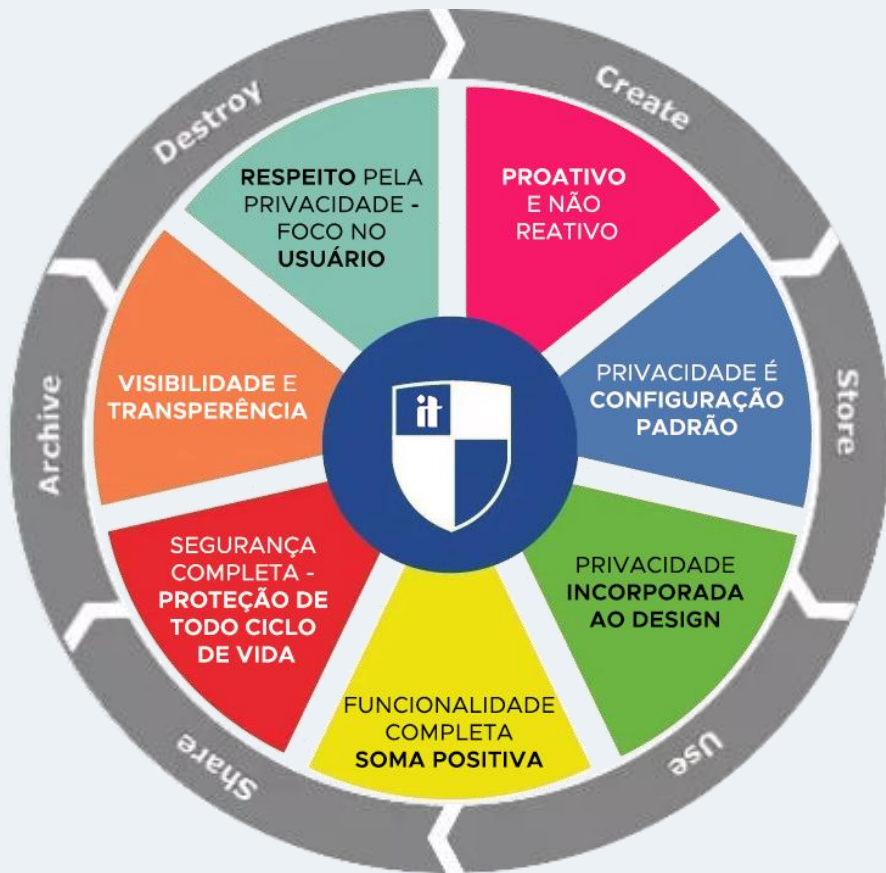 Create
Store
Use
Share
Archive
Destroy
PROATIVO
E NÃO
REATIVO
PRIVACIDADE É
CONFIGURAÇÃO
PADRÃO
PRIVACIDADE
INCORPORADA
AO DESIGN
FUNCIONALIDADE
COMPLETA
SOMA POSITIVA
SEGURANÇA
COMPLETA -
PROTEÇÃO DE
TODO CICLO
DE VIDA
VISIBILIDADE E
TRANSPERÊNCIA
RESPEITO PELA
PRIVACIDADE -
FOCO NO
USUÁRIO
it